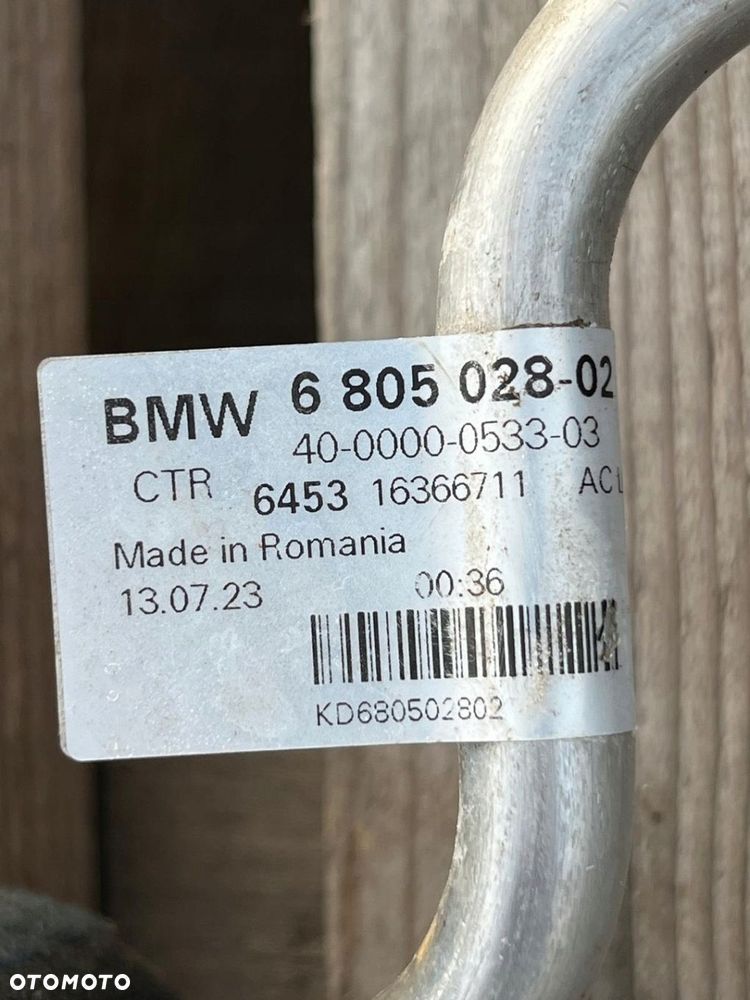 BMW 6 805 028-02
40-0000-0533-03
CTR 6453 16366711 AC
Made in Romania
13.07.23 00:36
KD680502802
OTOMOTO